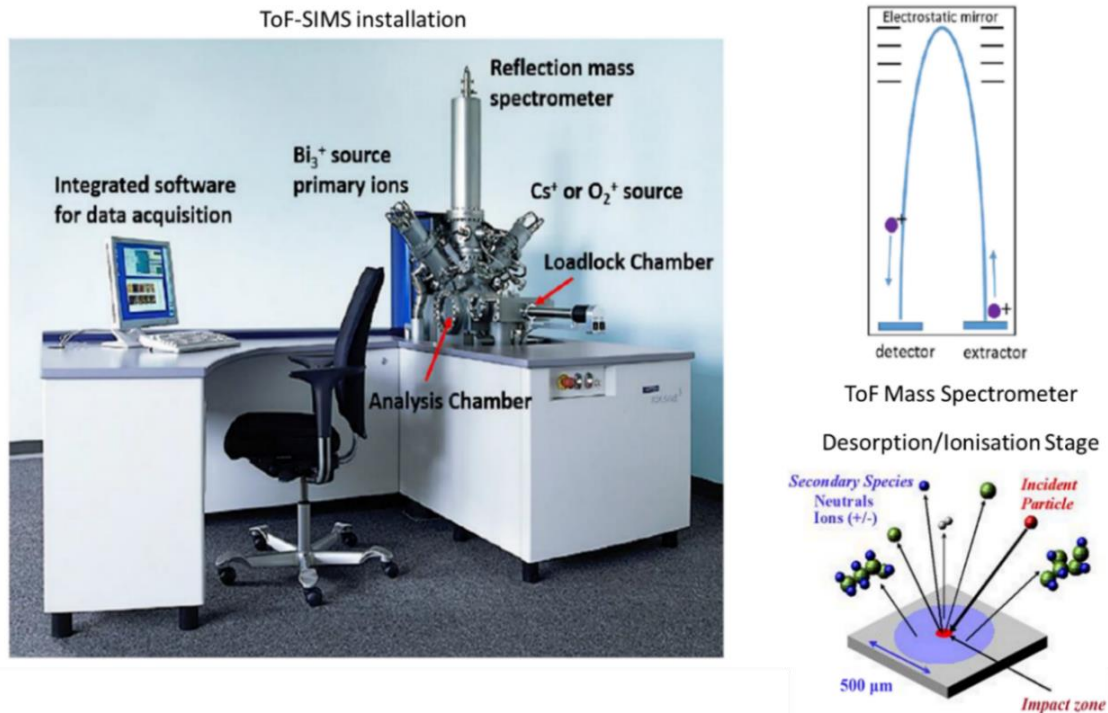 ToF-SIMS installation
Reflection mass
spectrometer
Bi₃⁺ source
primary ions
Integrated software
for data acquisition
Cs⁺ or O₂⁺ source
Loadlock Chamber
Analysis Chamber
Electrostatic mirror
+
+
detector extractor
ToF Mass Spectrometer
Desorption/Ionisation Stage
Secondary Species
Neutrals
Ions (+/-)
Incident
Particle
500 µm
Impact zone